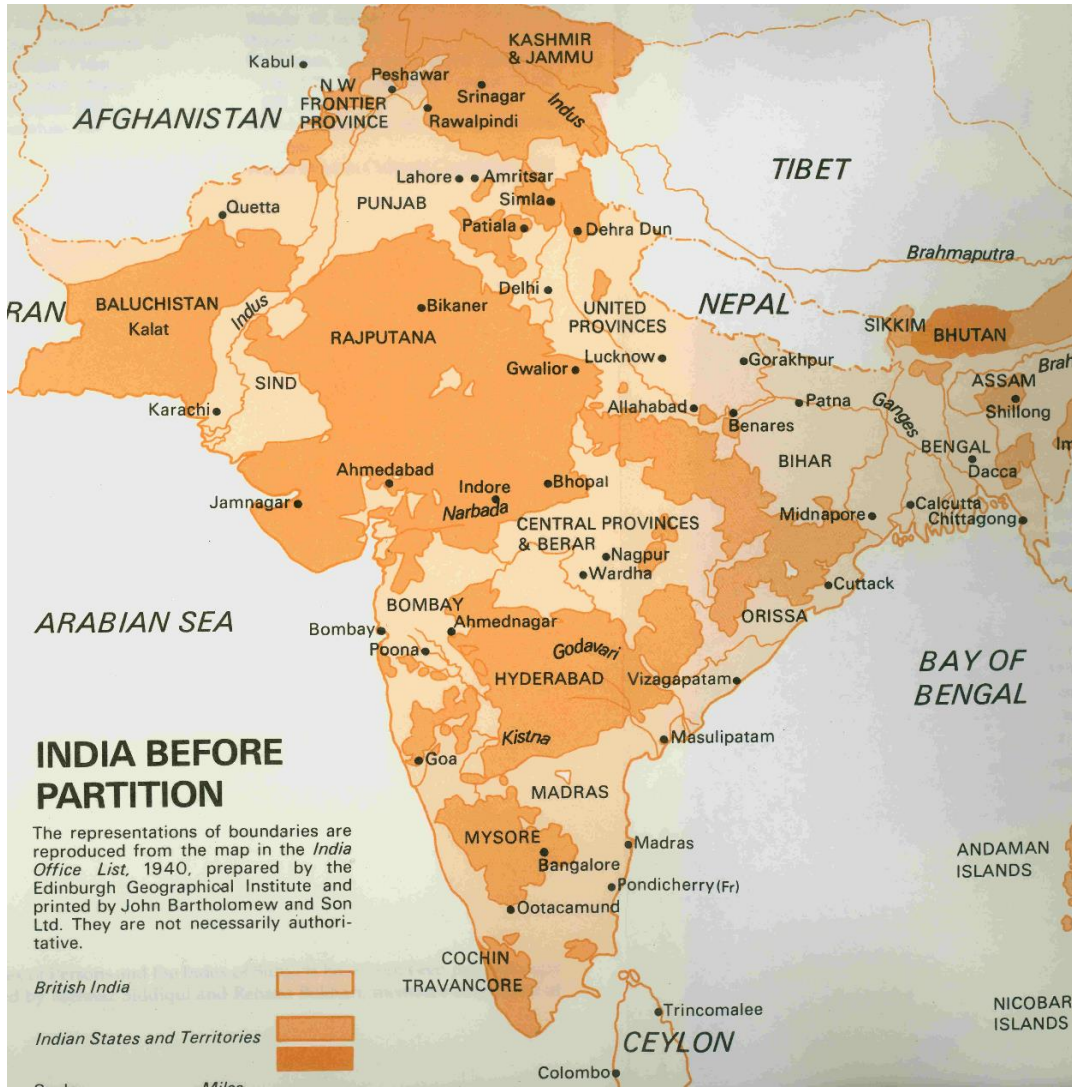 KASHMIR
& JAMMU
Kabul
Peshawar
N W
FRONTIER
PROVINCE
Srinagar
Indus
Rawalpindi
AFGHANISTAN
TIBET
Lahore
Amritsar
PUNJAB
Simla
Quetta
Patiala
Dehra Dun
Brahmaputra
Delhi
NEPAL
RAN
BALUCHISTAN
Kalat
Indus
Bikaner
UNITED
PROVINCES
RAJPUTANA
SIKKIM
BHUTAN
Lucknow
Gorakhpur
Gwalior
Brah
SIND
ASSAM
Shillong
Karachi
Allahabad
Benares
Patna
Ganges
BENGAL
Dacca
Im
BIHAR
Ahmedabad
Indore
Bhopal
Narbada
Jamnagar
Midnapore
Calcutta
Chittagong
CENTRAL PROVINCES
& BERAR
Nagpur
Wardha
Cuttack
ORISSA
BOMBAY
ARABIAN SEA
Bombay
Ahmednagar
Poona
Godavari
HYDERABAD
Vizagapatam
BAY OF
BENGAL
Kistna
Masulipatam
Goa
INDIA BEFORE
PARTITION
MADRAS
The representations of boundaries are
reproduced from the map in the India
Office List, 1940, prepared by the
Edinburgh Geographical Institute and
printed by John Bartholomew and Son
Ltd. They are not necessarily authori-
tative.
MYSORE
Bangalore
Madras
ANDAMAN
ISLANDS
Pondicherry (Fr)
Ootacamund
COCHIN
TRAVANCORE
British India
Trincomalee
NICOBAR
ISLANDS
Indian States and Territories
CEYLON
Colombo
Miles